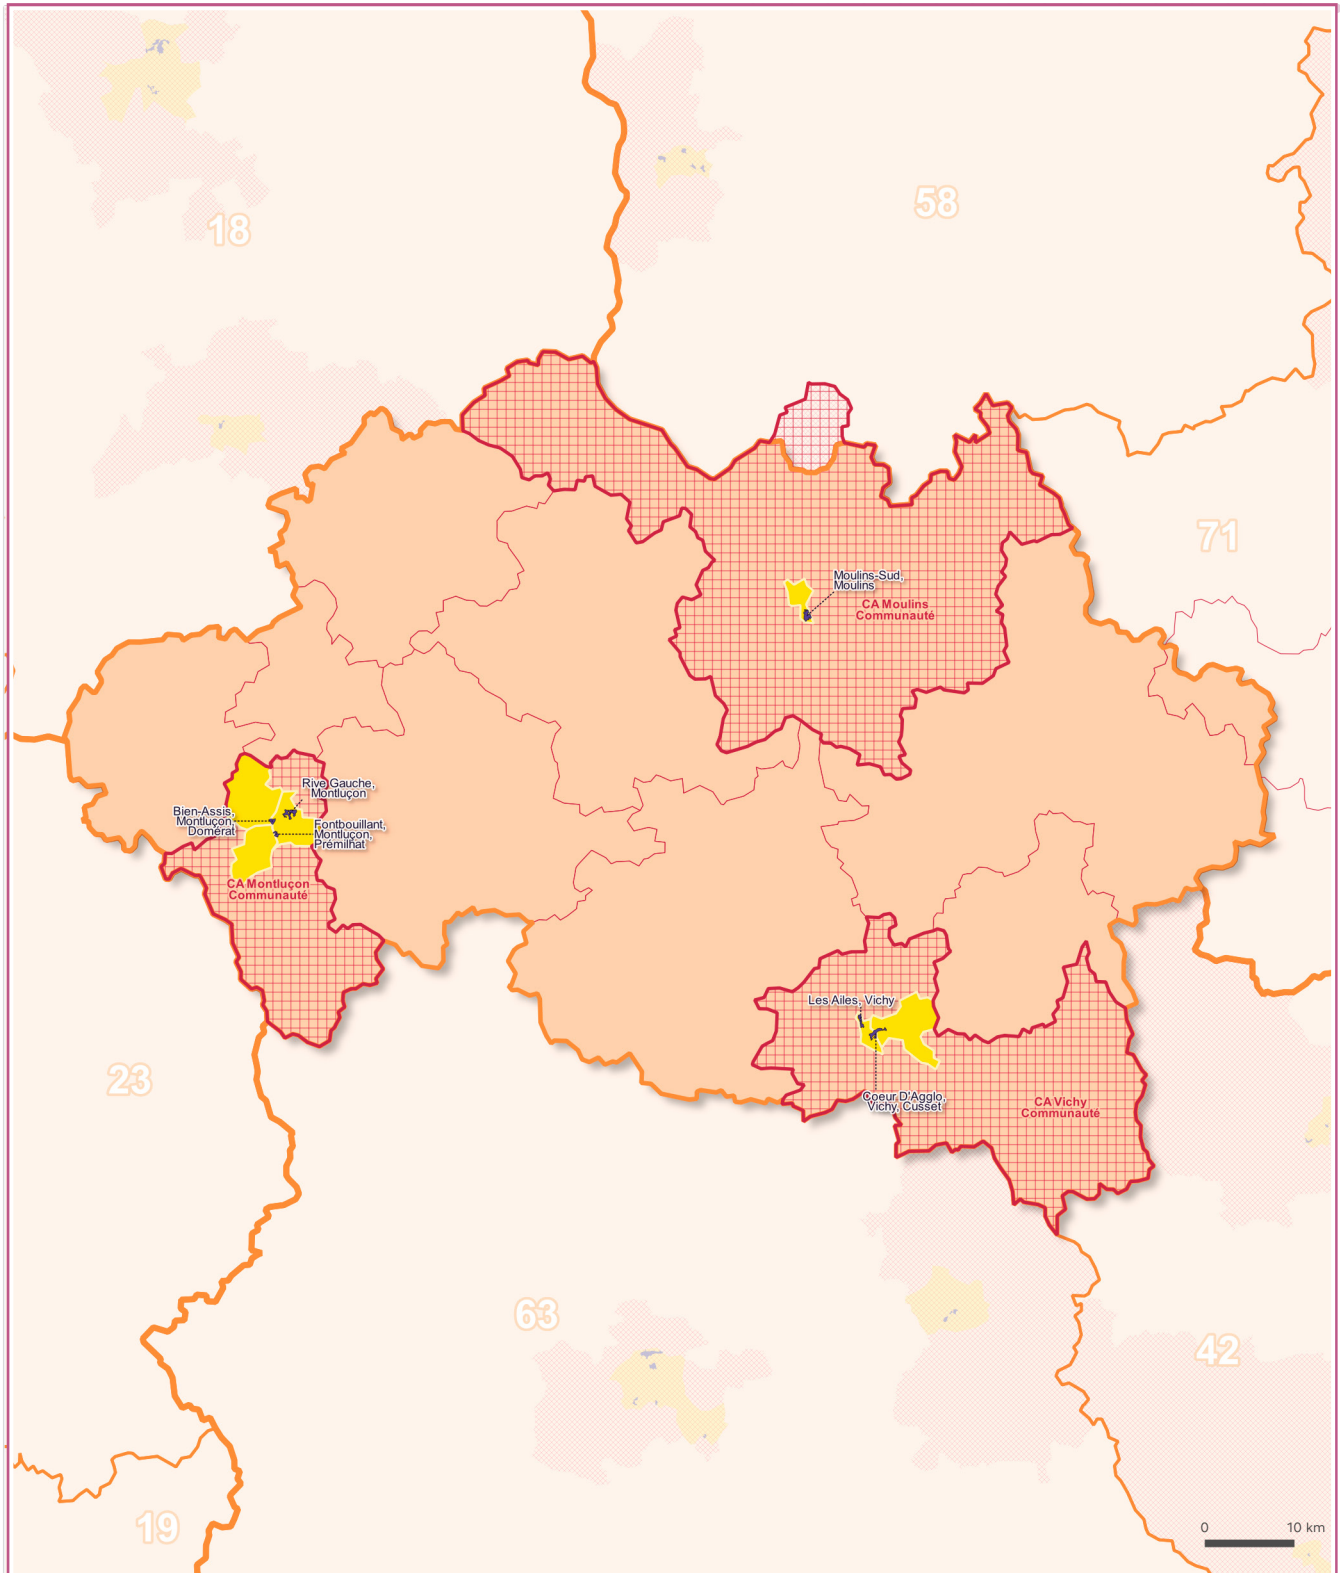 18
58
71
Moulins-Sud,
Moulins
CA Moulins
Communauté
Rive Gauche,
Montluçon
Bien-Assis,
Montluçon,
Domérat
Fontbouillant,
Montluçon,
Prémilhat
CA Montluçon
Communauté
Les Ailes, Vichy
Coeur D'Agglo,
Vichy, Cusset
CA Vichy
Communauté
23
63
42
19
0 10 km